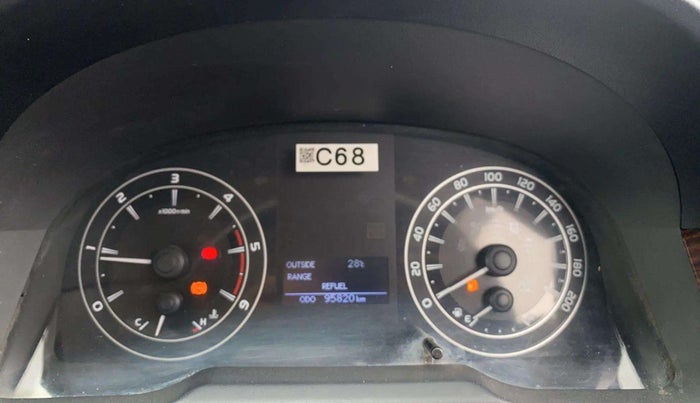 C68
0 1 2 3 4 5 6
x1000r/min
C H
OUTSIDE 28°c
RANGE
REFUEL
ODO 95820 km
0 20 40 60 80 100 120 140 160 180 200
km/h
E